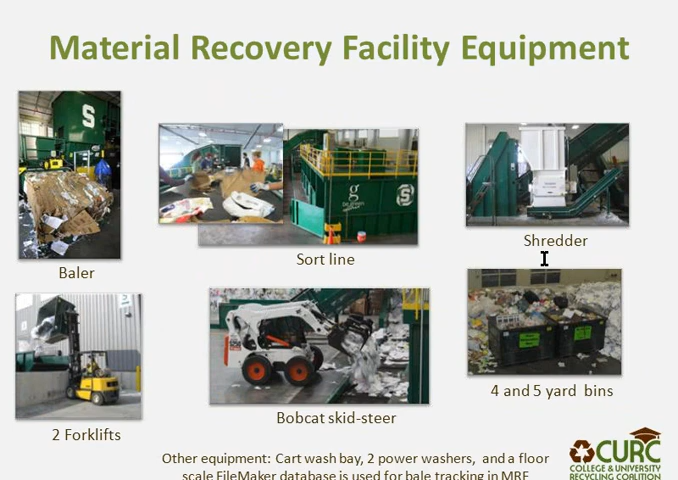 Material Recovery Facility Equipment
S
g
S
Baler
Sort line
Shredder
2 Forklifts
Bobcat skid-steer
4 and 5 yard bins
Other equipment: Cart wash bay, 2 power washers, and a floor
scale FileMaker database is used for bale tracking in MRF
CURC
COLLEGE & UNIVERSITY
RECYCLING COALITION